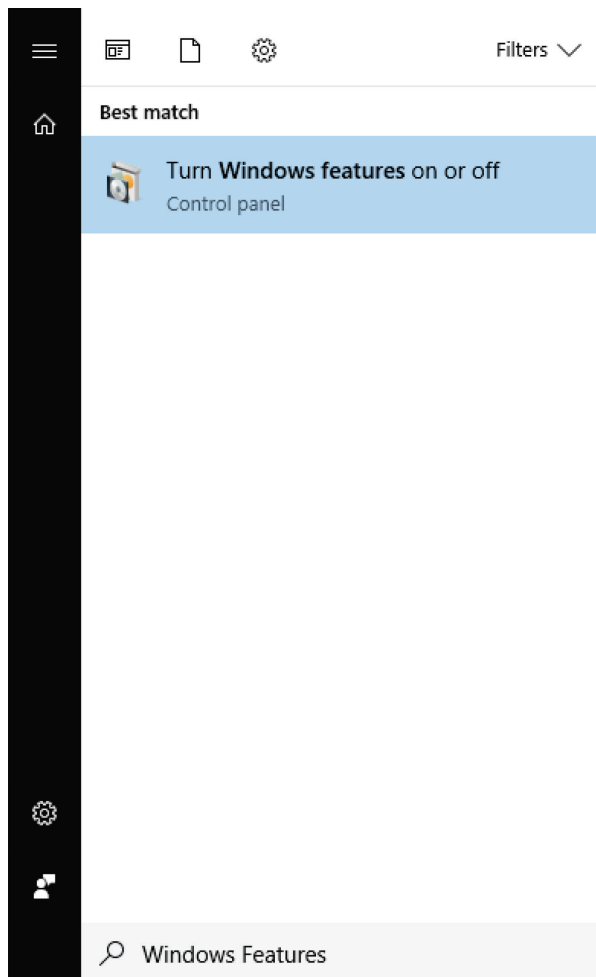 Filters
Best match
Turn Windows features on or off
Control panel
Windows Features